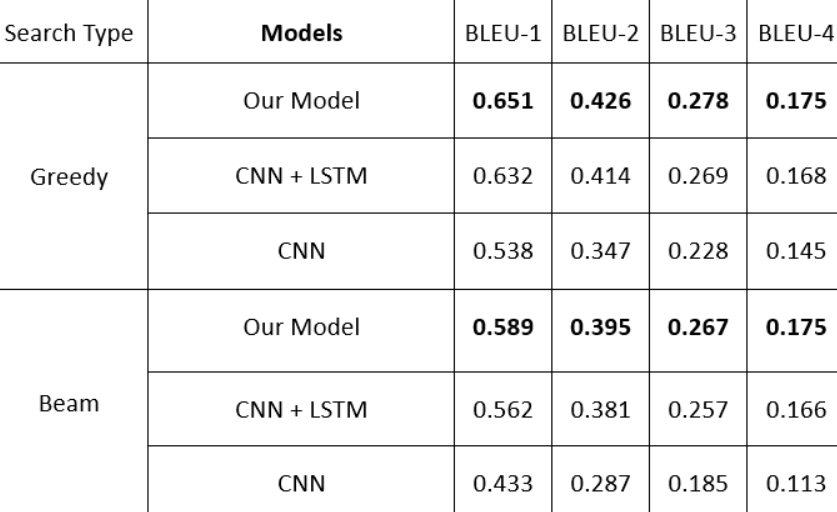 Search Type Models BLEU-1 BLEU-2 BLEU-3 BLEU-4
Greedy
Our Model 0.651 0.426 0.278 0.175
CNN + LSTM 0.632 0.414 0.269 0.168
CNN 0.538 0.347 0.228 0.145
Beam
Our Model 0.589 0.395 0.267 0.175
CNN + LSTM 0.562 0.381 0.257 0.166
CNN 0.433 0.287 0.185 0.113